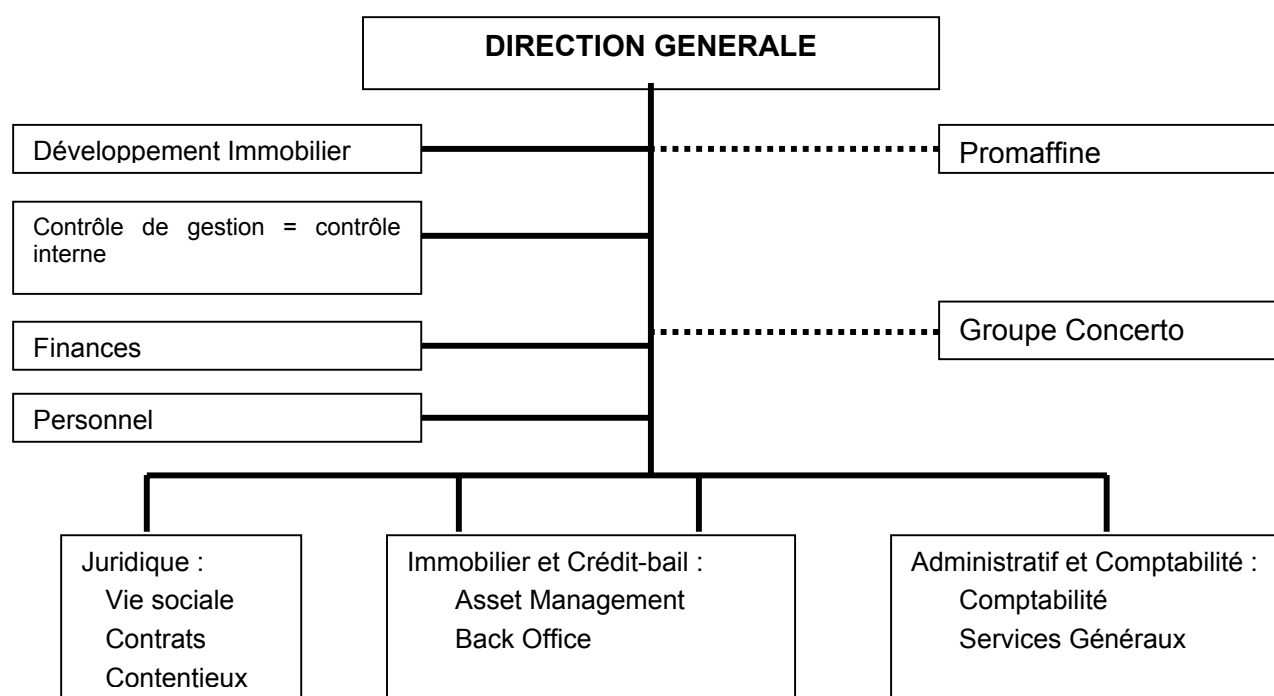 DIRECTION GENERALE
Développement Immobilier
Promaffine
Contrôle de gestion = contrôle
interne
Groupe Concerto
Finances
Personnel
Juridique :
Vie sociale
Contrats
Contentieux
Immobilier et Crédit-bail :
Asset Management
Back Office
Administratif et Comptabilité :
Comptabilité
Services Généraux